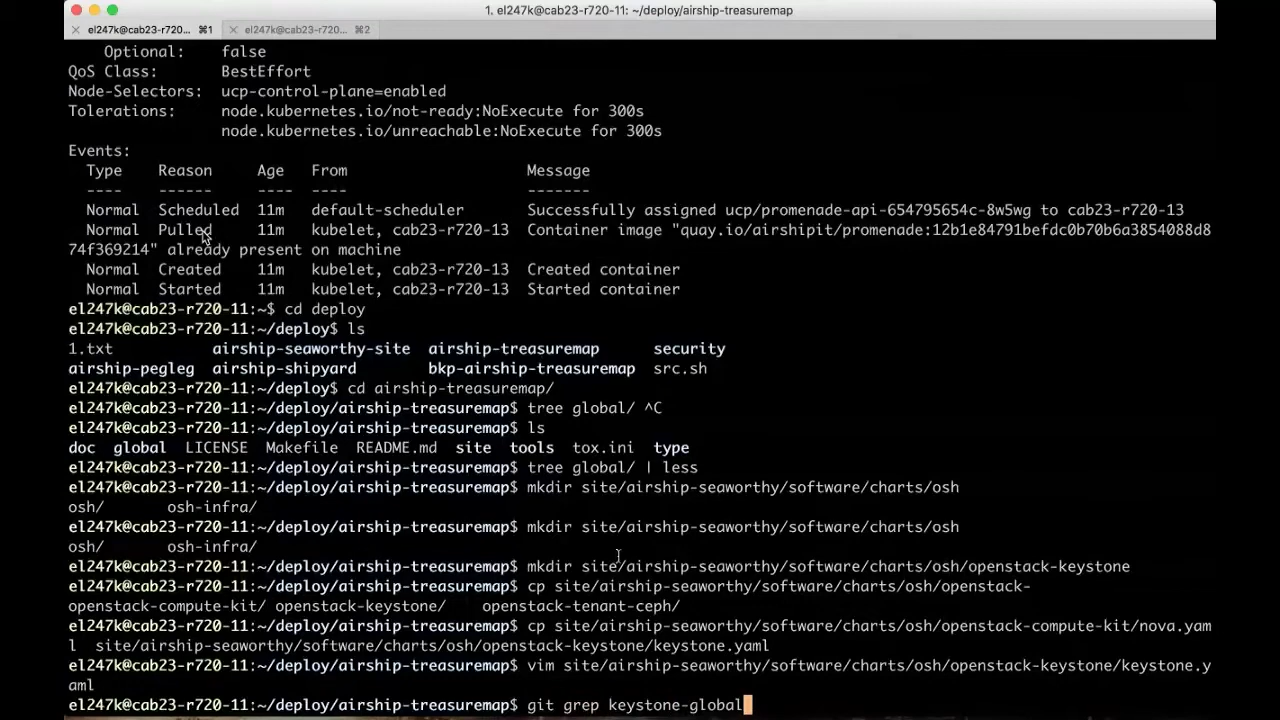 1. el247k@cab23-r720-11: ~/deploy/airship-treasuremap
× el247k@cab23-r720... ⌘1 × el247k@cab23-r720... ⌘2
Optional: false
QoS Class: BestEffort
Node-Selectors: ucp-control-plane=enabled
Tolerations: node.kubernetes.io/not-ready:NoExecute for 300s
node.kubernetes.io/unreachable:NoExecute for 300s
Events:
Type Reason Age From Message
---- ------ ---- ---- -------
Normal Scheduled 11m default-scheduler Successfully assigned ucp/promenade-api-654795654c-8w5wg to cab23-r720-13
Normal Pulled 11m kubelet, cab23-r720-13 Container image "quay.io/airshipit/promenade:12b1e84791befdc0b70b6a3854088d8
74f369214" already present on machine
Normal Created 11m kubelet, cab23-r720-13 Created container
Normal Started 11m kubelet, cab23-r720-13 Started container
el247k@cab23-r720-11:~$ cd deploy
el247k@cab23-r720-11:~/deploy$ ls
1.txt airship-seaworthy-site airship-treasuremap security
airship-pegleg airship-shipyard bkp-airship-treasuremap src.sh
el247k@cab23-r720-11:~/deploy$ cd airship-treasuremap/
el247k@cab23-r720-11:~/deploy/airship-treasuremap$ tree global/ ^C
el247k@cab23-r720-11:~/deploy/airship-treasuremap$ ls
doc global LICENSE Makefile README.md site tools tox.ini type
el247k@cab23-r720-11:~/deploy/airship-treasuremap$ tree global/ | less
el247k@cab23-r720-11:~/deploy/airship-treasuremap$ mkdir site/airship-seaworthy/software/charts/osh
osh/ osh-infra/
el247k@cab23-r720-11:~/deploy/airship-treasuremap$ mkdir site/airship-seaworthy/software/charts/osh
osh/ osh-infra/
el247k@cab23-r720-11:~/deploy/airship-treasuremap$ mkdir site/airship-seaworthy/software/charts/osh/openstack-keystone
el247k@cab23-r720-11:~/deploy/airship-treasuremap$ cp site/airship-seaworthy/software/charts/osh/openstack-
openstack-compute-kit/ openstack-keystone/ openstack-tenant-ceph/
el247k@cab23-r720-11:~/deploy/airship-treasuremap$ cp site/airship-seaworthy/software/charts/osh/openstack-compute-kit/nova.yam
l site/airship-seaworthy/software/charts/osh/openstack-keystone/keystone.yaml
el247k@cab23-r720-11:~/deploy/airship-treasuremap$ vim site/airship-seaworthy/software/charts/osh/openstack-keystone/keystone.y
aml
el247k@cab23-r720-11:~/deploy/airship-treasuremap$ git grep keystone-global